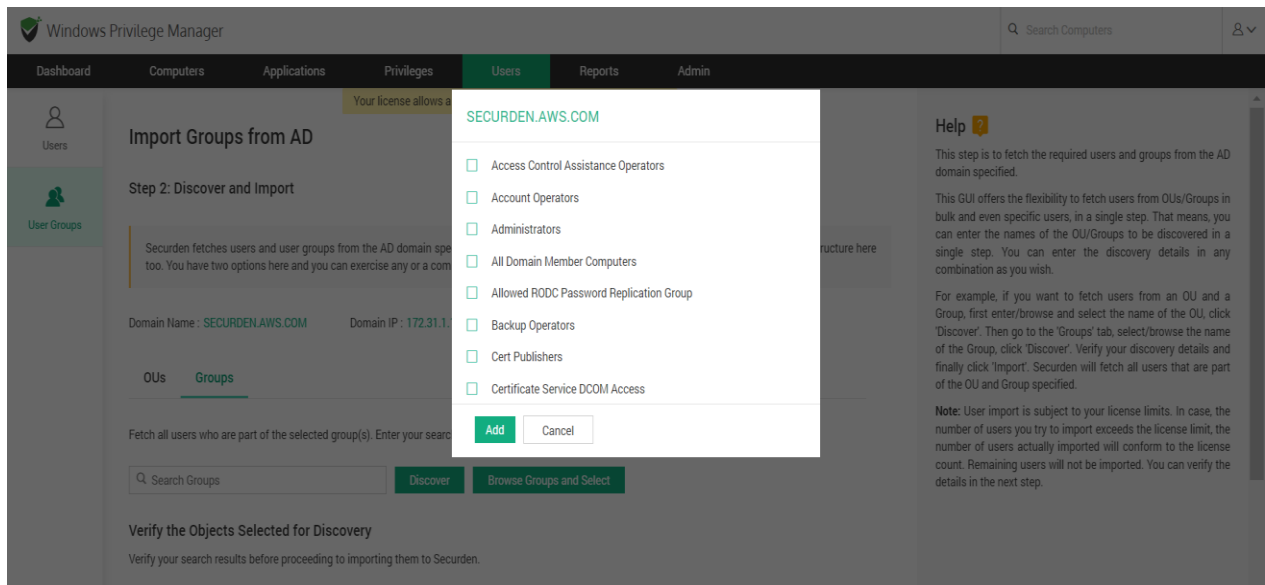 Windows Privilege Manager
Search Computers
Dashboard Computers Applications Privileges Users Reports Admin
Your license allows a
Users
User Groups
Import Groups from AD
Step 2: Discover and Import
Securden fetches users and user groups from the AD domain spe
ructure here
too. You have two options here and you can exercise any or a com
Domain Name : SECURDEN.AWS.COM Domain IP : 172.31.1.
OUs Groups
Fetch all users who are part of the selected group(s). Enter your searc
Search Groups Discover Browse Groups and Select
Verify the Objects Selected for Discovery
Verify your search results before proceeding to importing them to Securden.
SECURDEN.AWS.COM
Access Control Assistance Operators
Account Operators
Administrators
All Domain Member Computers
Allowed RODC Password Replication Group
Backup Operators
Cert Publishers
Certificate Service DCOM Access
Add Cancel
Help ?
This step is to fetch the required users and groups from the AD
domain specified.
This GUI offers the flexibility to fetch users from OUs/Groups in
bulk and even specific users, in a single step. That means, you
can enter the names of the OU/Groups to be discovered in a
single step. You can enter the discovery details in any
combination as you wish.
For example, if you want to fetch users from an OU and a
Group, first enter/browse and select the name of the OU, click
'Discover'. Then go to the 'Groups' tab, select/browse the name
of the Group, click 'Discover'. Verify your discovery details and
finally click 'Import'. Securden will fetch all users that are part
of the OU and Group specified.
Note: User import is subject to your license limits. In case, the
number of users you try to import exceeds the license limit, the
number of users actually imported will conform to the license
count. Remaining users will not be imported. You can verify the
details in the next step.